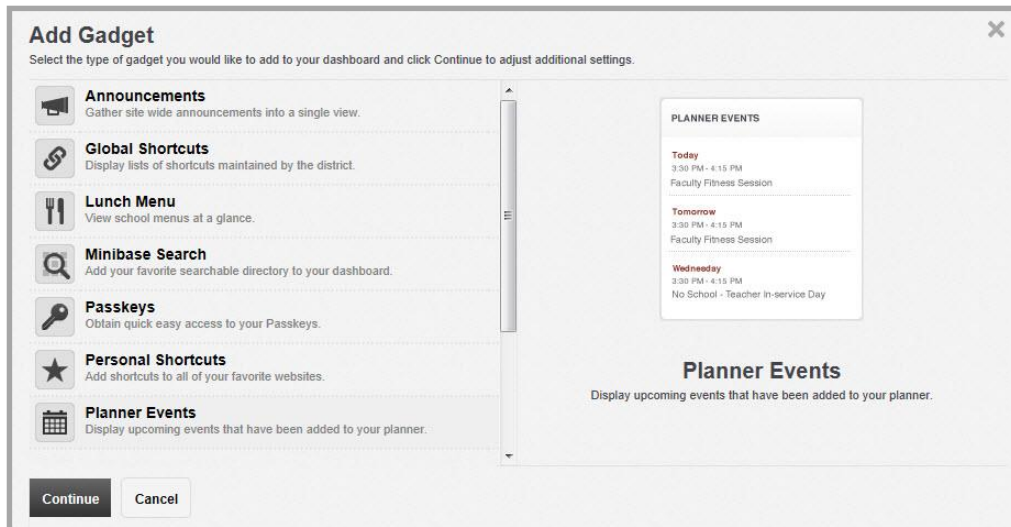 Add Gadget
Select the type of gadget you would like to add to your dashboard and click Continue to adjust additional settings.
Announcements
Gather site wide announcements into a single view.
Global Shortcuts
Display lists of shortcuts maintained by the district.
Lunch Menu
View school menus at a glance.
Minibase Search
Add your favorite searchable directory to your dashboard.
Passkeys
Obtain quick easy access to your Passkeys.
Personal Shortcuts
Add shortcuts to all of your favorite websites.
Planner Events
Display upcoming events that have been added to your planner.
PLANNER EVENTS
Today
3:30 PM - 4:15 PM
Faculty Fitness Session
Tomorrow
3:30 PM - 4:15 PM
Faculty Fitness Session
Wednesday
3:30 PM - 4:15 PM
No School - Teacher In-service Day
Planner Events
Display upcoming events that have been added to your planner.
Continue
Cancel